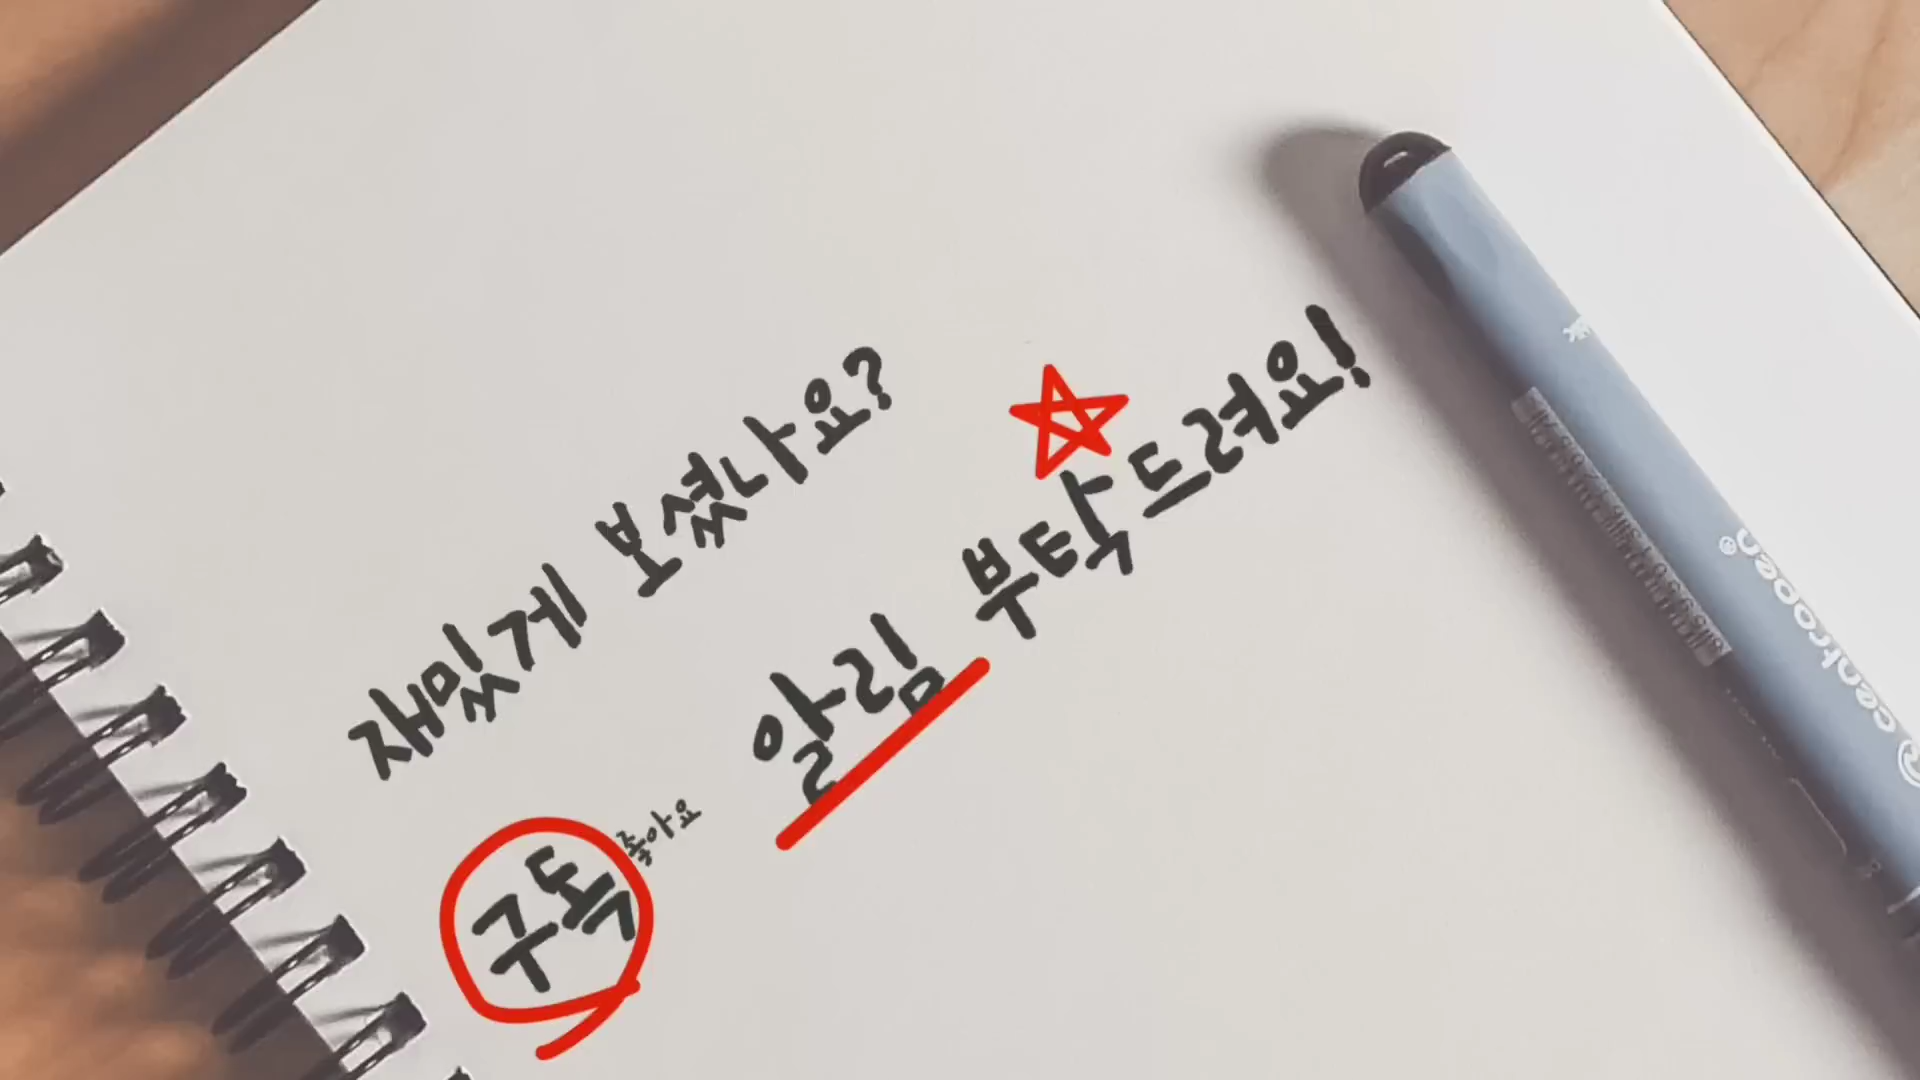 재밌게 보셨나요?
구독 좋아요 알림 부탁드려요!
centropen